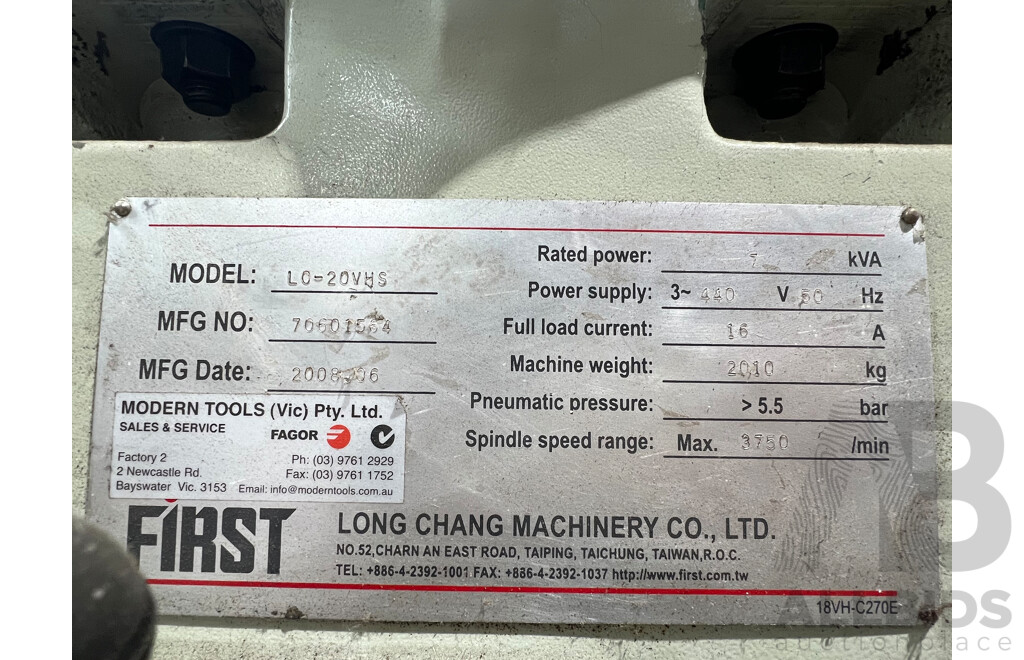 MODEL: LC-20VHS
MFG NO: 70601564
MFG Date: 2008.06
Rated power: 7 kVA
Power supply: 3~ 440 V 50 Hz
Full load current: 16 A
Machine weight: 2010 kg
Pneumatic pressure: > 5.5 bar
Spindle speed range: Max. 3750 /min
MODERN TOOLS (Vic) Pty. Ltd.
SALES & SERVICE
FAGOR
Factory 2 Ph: (03) 9761 2929
2 Newcastle Rd. Fax: (03) 9761 1752
Bayswater Vic. 3153 Email: info@moderntools.com.au
FIRST
LONG CHANG MACHINERY CO., LTD.
NO.52,CHARN AN EAST ROAD, TAIPING, TAICHUNG, TAIWAN,R.O.C.
TEL: +886-4-2392-1001 FAX: +886-4-2392-1037 http://www.first.com.tw
18VH-C270E
ALLBIDS
auctionplace